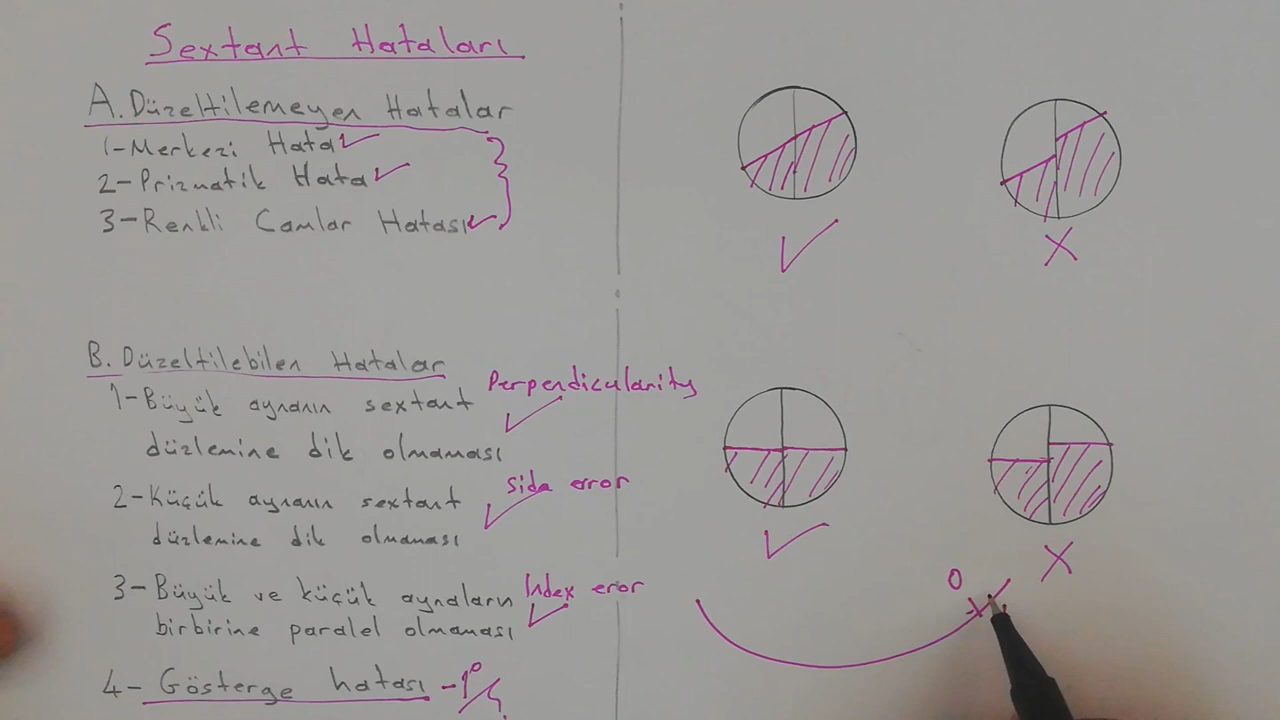 Sextant Hataları
A. Düzeltilemeyen Hatalar
1-Merkezi Hata
2-Prizmatik Hata
3-Renkli Camlar Hatası
B. Düzeltilebilen Hatalar
1-Büyük aynanın sextant Perpendicularity
düzlemine dik olmaması
2-Küçük aynanın sextant Side error
düzlemine dik olmaması
3-Büyük ve küçük aynaların Index eror
birbirine paralel olmaması
4-Gösterge hatası
0